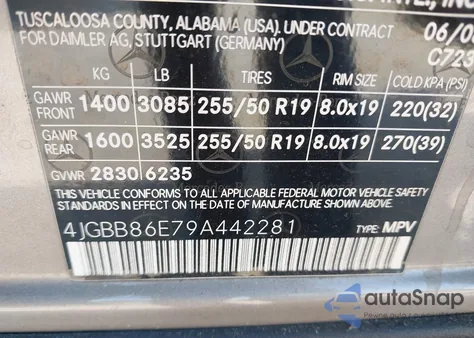 TUSCALOOSA COUNTY, ALABAMA (USA). UNDER CONTRACT
FOR DAIMLER AG, STUTTGART (GERMANY) C723
KG LB TIRES RIM SIZE COLD KPA (PSI)
GAWR FRONT 1400 3085 255/50 R19 8.0x19 220(32)
GAWR REAR 1600 3525 255/50 R19 8.0x19 270(39)
GVWR 2830 6235
THIS VEHICLE CONFORMS TO ALL APPLICABLE FEDERAL MOTOR VEHICLE SAFETY
STANDARDS IN EFFECT ON THE DATE OF MANUFACTURE SHOWN ABOVE.
4JGBB86E79A442281 TYPE: MPV
autoSnap
Pewne auto z